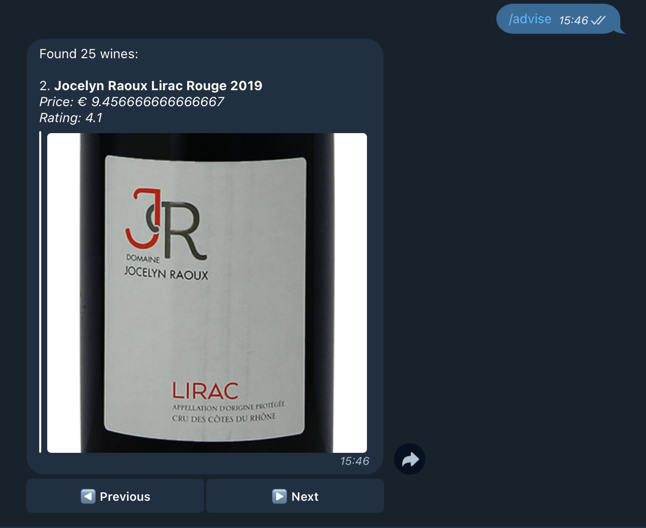 /advise 15:46
Found 25 wines:
2. Jocelyn Raoux Lirac Rouge 2019
Price: € 9.456666666666667
Rating: 4.1
JR
DOMAINE
JOCELYN RAOUX
LIRAC
APPELLATION D'ORIGINE PROTÉGÉE
CRU DES CÔTES DU RHÔNE
15:46
Previous
Next